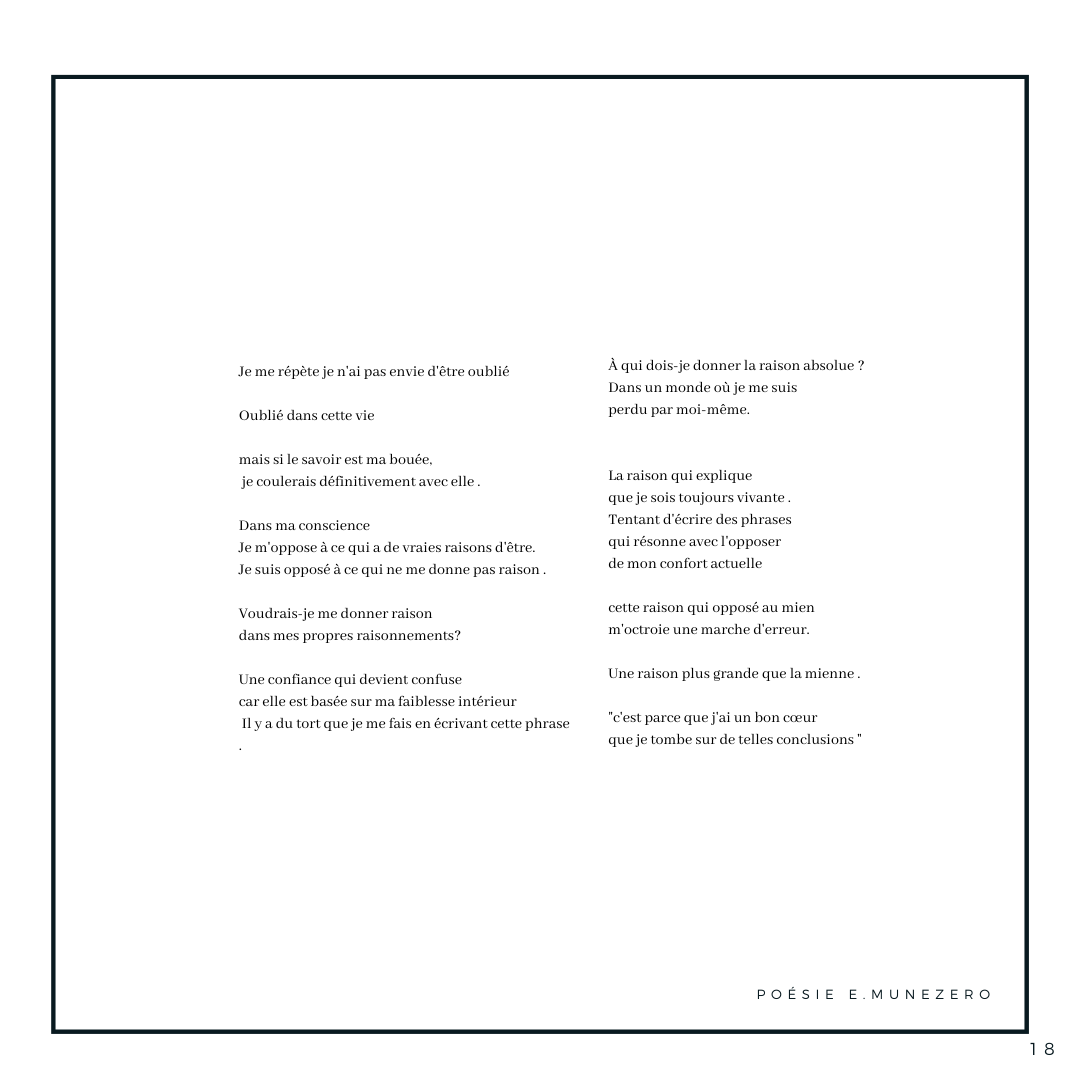 Je me répète je n'ai pas envie d'être oublié
Oublié dans cette vie
mais si le savoir est ma bouée,
je coulerais définitivement avec elle .
Dans ma conscience
Je m'oppose à ce qui a de vraies raisons d'être.
Je suis opposé à ce qui ne me donne pas raison .
Voudrais-je me donner raison
dans mes propres raisonnements?
Une confiance qui devient confuse
car elle est basée sur ma faiblesse intérieur
Il y a du tort que je me fais en écrivant cette phrase
.
À qui dois-je donner la raison absolue ?
Dans un monde où je me suis
perdu par moi-même.
La raison qui explique
que je sois toujours vivante .
Tentant d'écrire des phrases
qui résonne avec l'opposer
de mon confort actuelle
cette raison qui opposé au mien
m'octroie une marche d'erreur.
Une raison plus grande que la mienne .
"c'est parce que j'ai un bon cœur
que je tombe sur de telles conclusions "
POÉSIE E.MUNEZERO
18